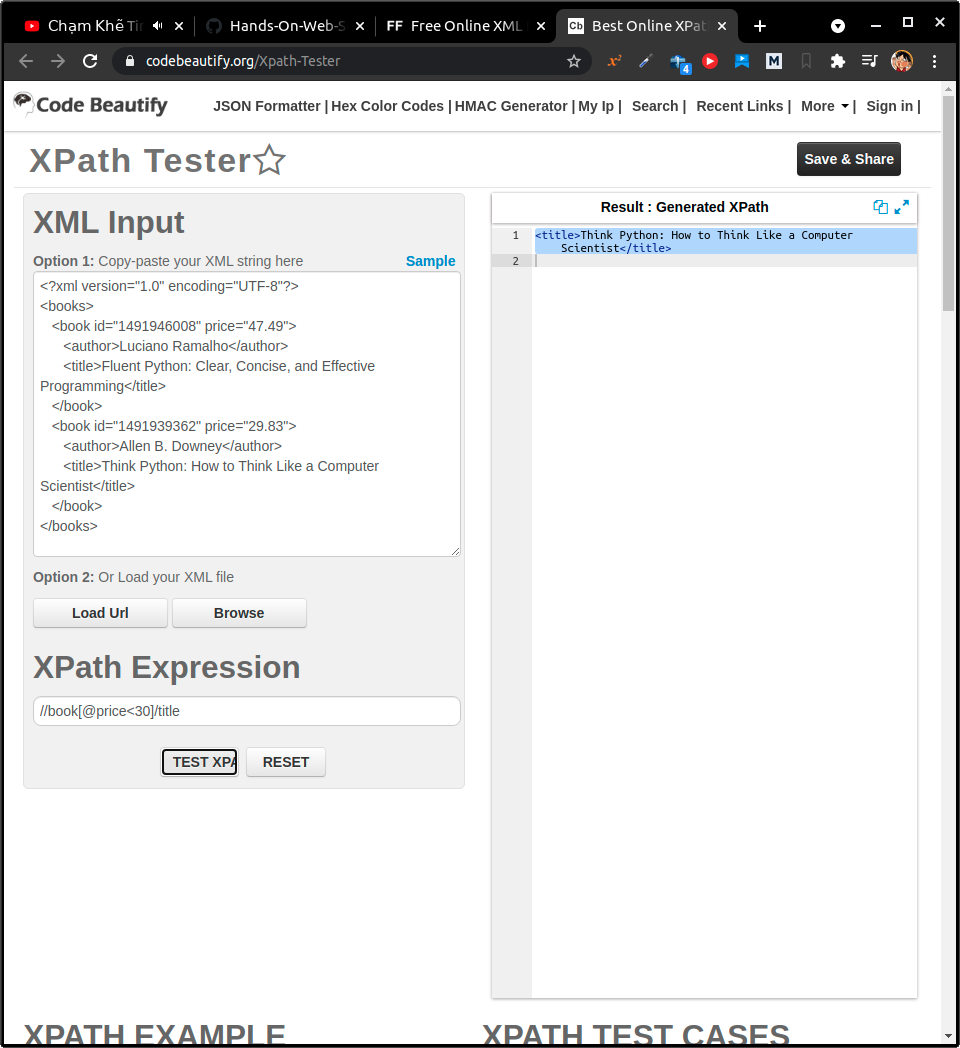 Chạm Khẽ Tin
Hands-On-Web-S
FF Free Online XML
Cb Best Online XPat
codebeautify.org/Xpath-Tester
4
M
Code Beautify
JSON Formatter | Hex Color Codes | HMAC Generator | My Ip | Search | Recent Links | More | Sign in |
XPath Tester
Save & Share
XML Input
Option 1: Copy-paste your XML string here
Sample
<?xml version="1.0" encoding="UTF-8"?>
<books>
<book id="1491946008" price="47.49">
<author>Luciano Ramalho</author>
<title>Fluent Python: Clear, Concise, and Effective
Programming</title>
</book>
<book id="1491939362" price="29.83">
<author>Allen B. Downey</author>
<title>Think Python: How to Think Like a Computer
Scientist</title>
</book>
</books>
Option 2: Or Load your XML file
Load Url
Browse
XPath Expression
//book[@price<30]/title
TEST XPA
RESET
Result : Generated XPath
1 <title>Think Python: How to Think Like a Computer
Scientist</title>
2
XPATH EXAMPLE
XPATH TEST CASES